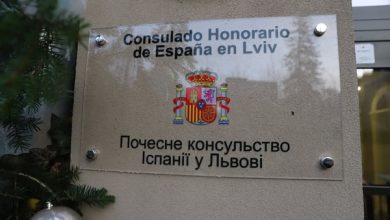 Consulado Honorario
de España en Lviv
Почесне консульство
Іспанії у Львові